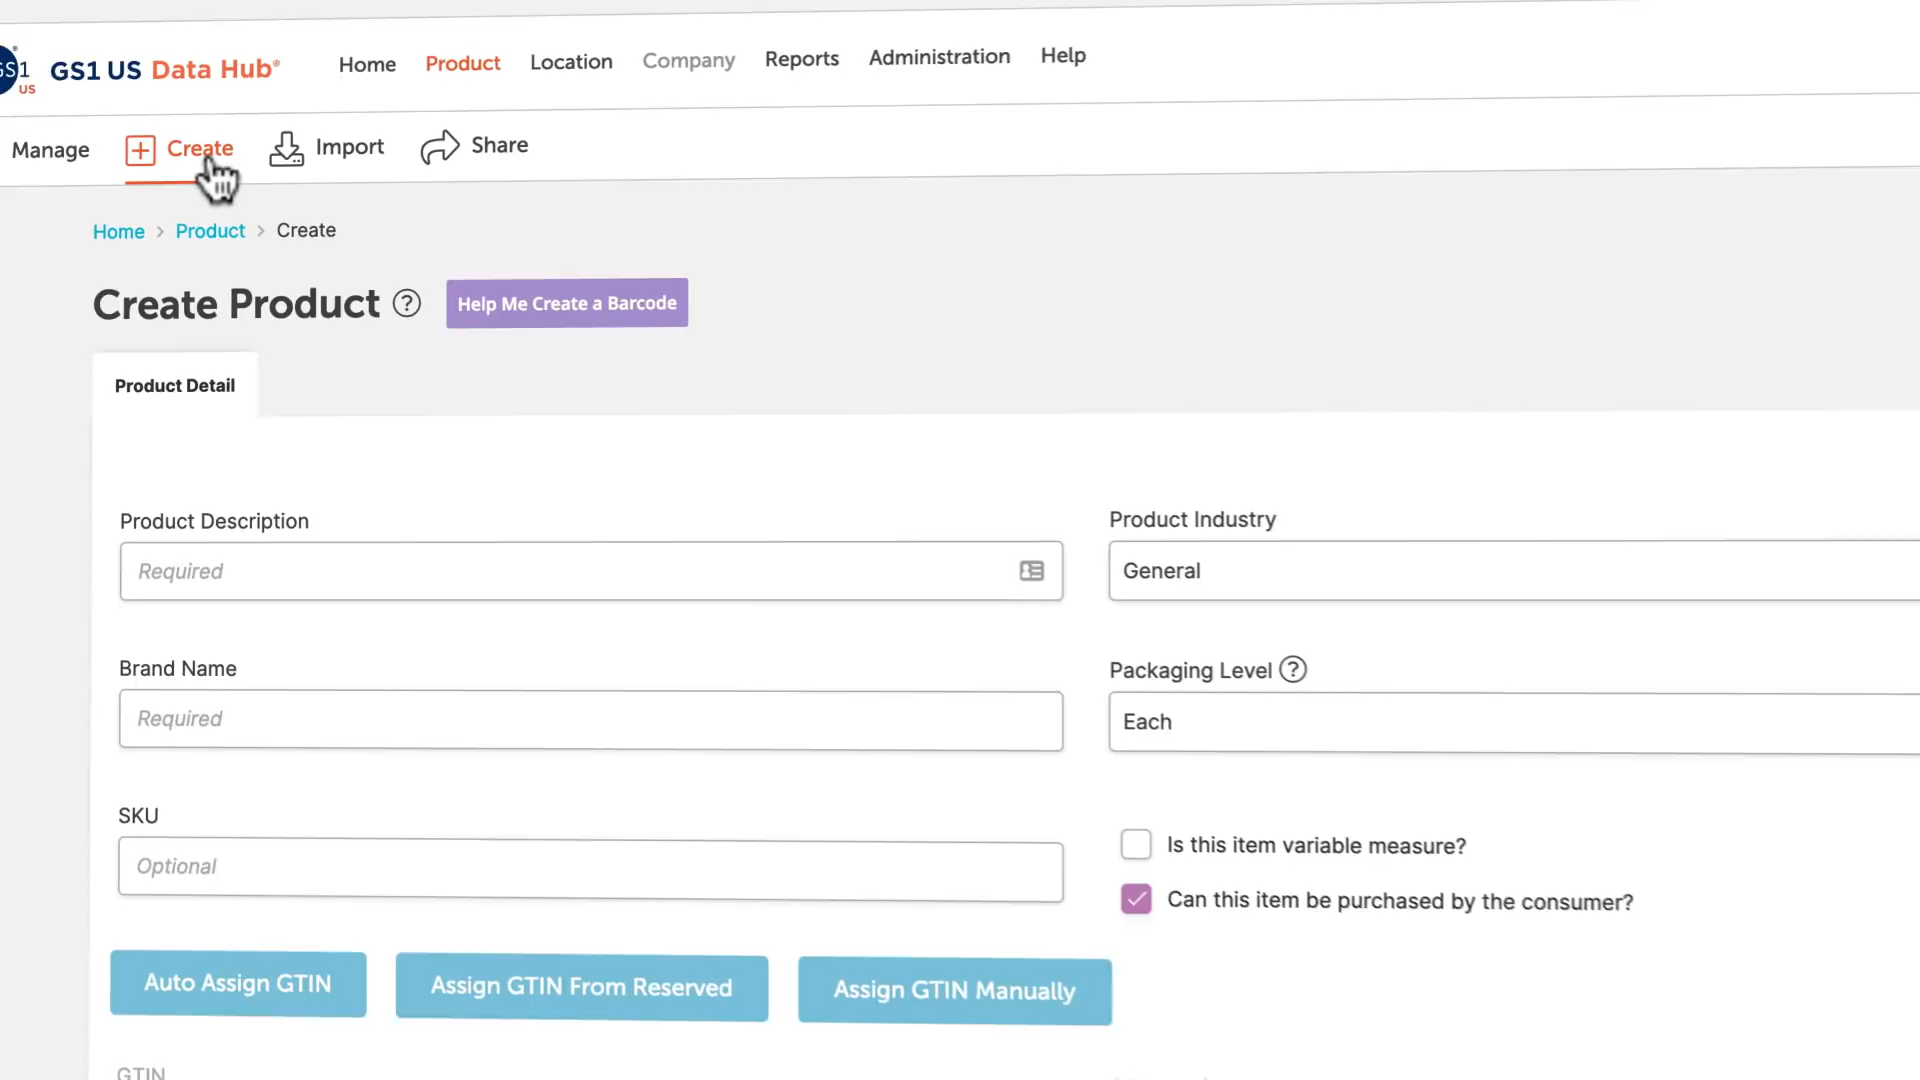 GS1 US
GS1 US Data Hub® Home Product Location Company Reports Administration Help
Manage Create Import Share
Home > Product > Create
Create Product ? Help Me Create a Barcode
Product Detail
Product Description Product Industry
Required General
Brand Name Packaging Level ?
Required Each
SKU
Optional
Is this item variable measure?
Can this item be purchased by the consumer?
Auto Assign GTIN Assign GTIN From Reserved Assign GTIN Manually
GTIN